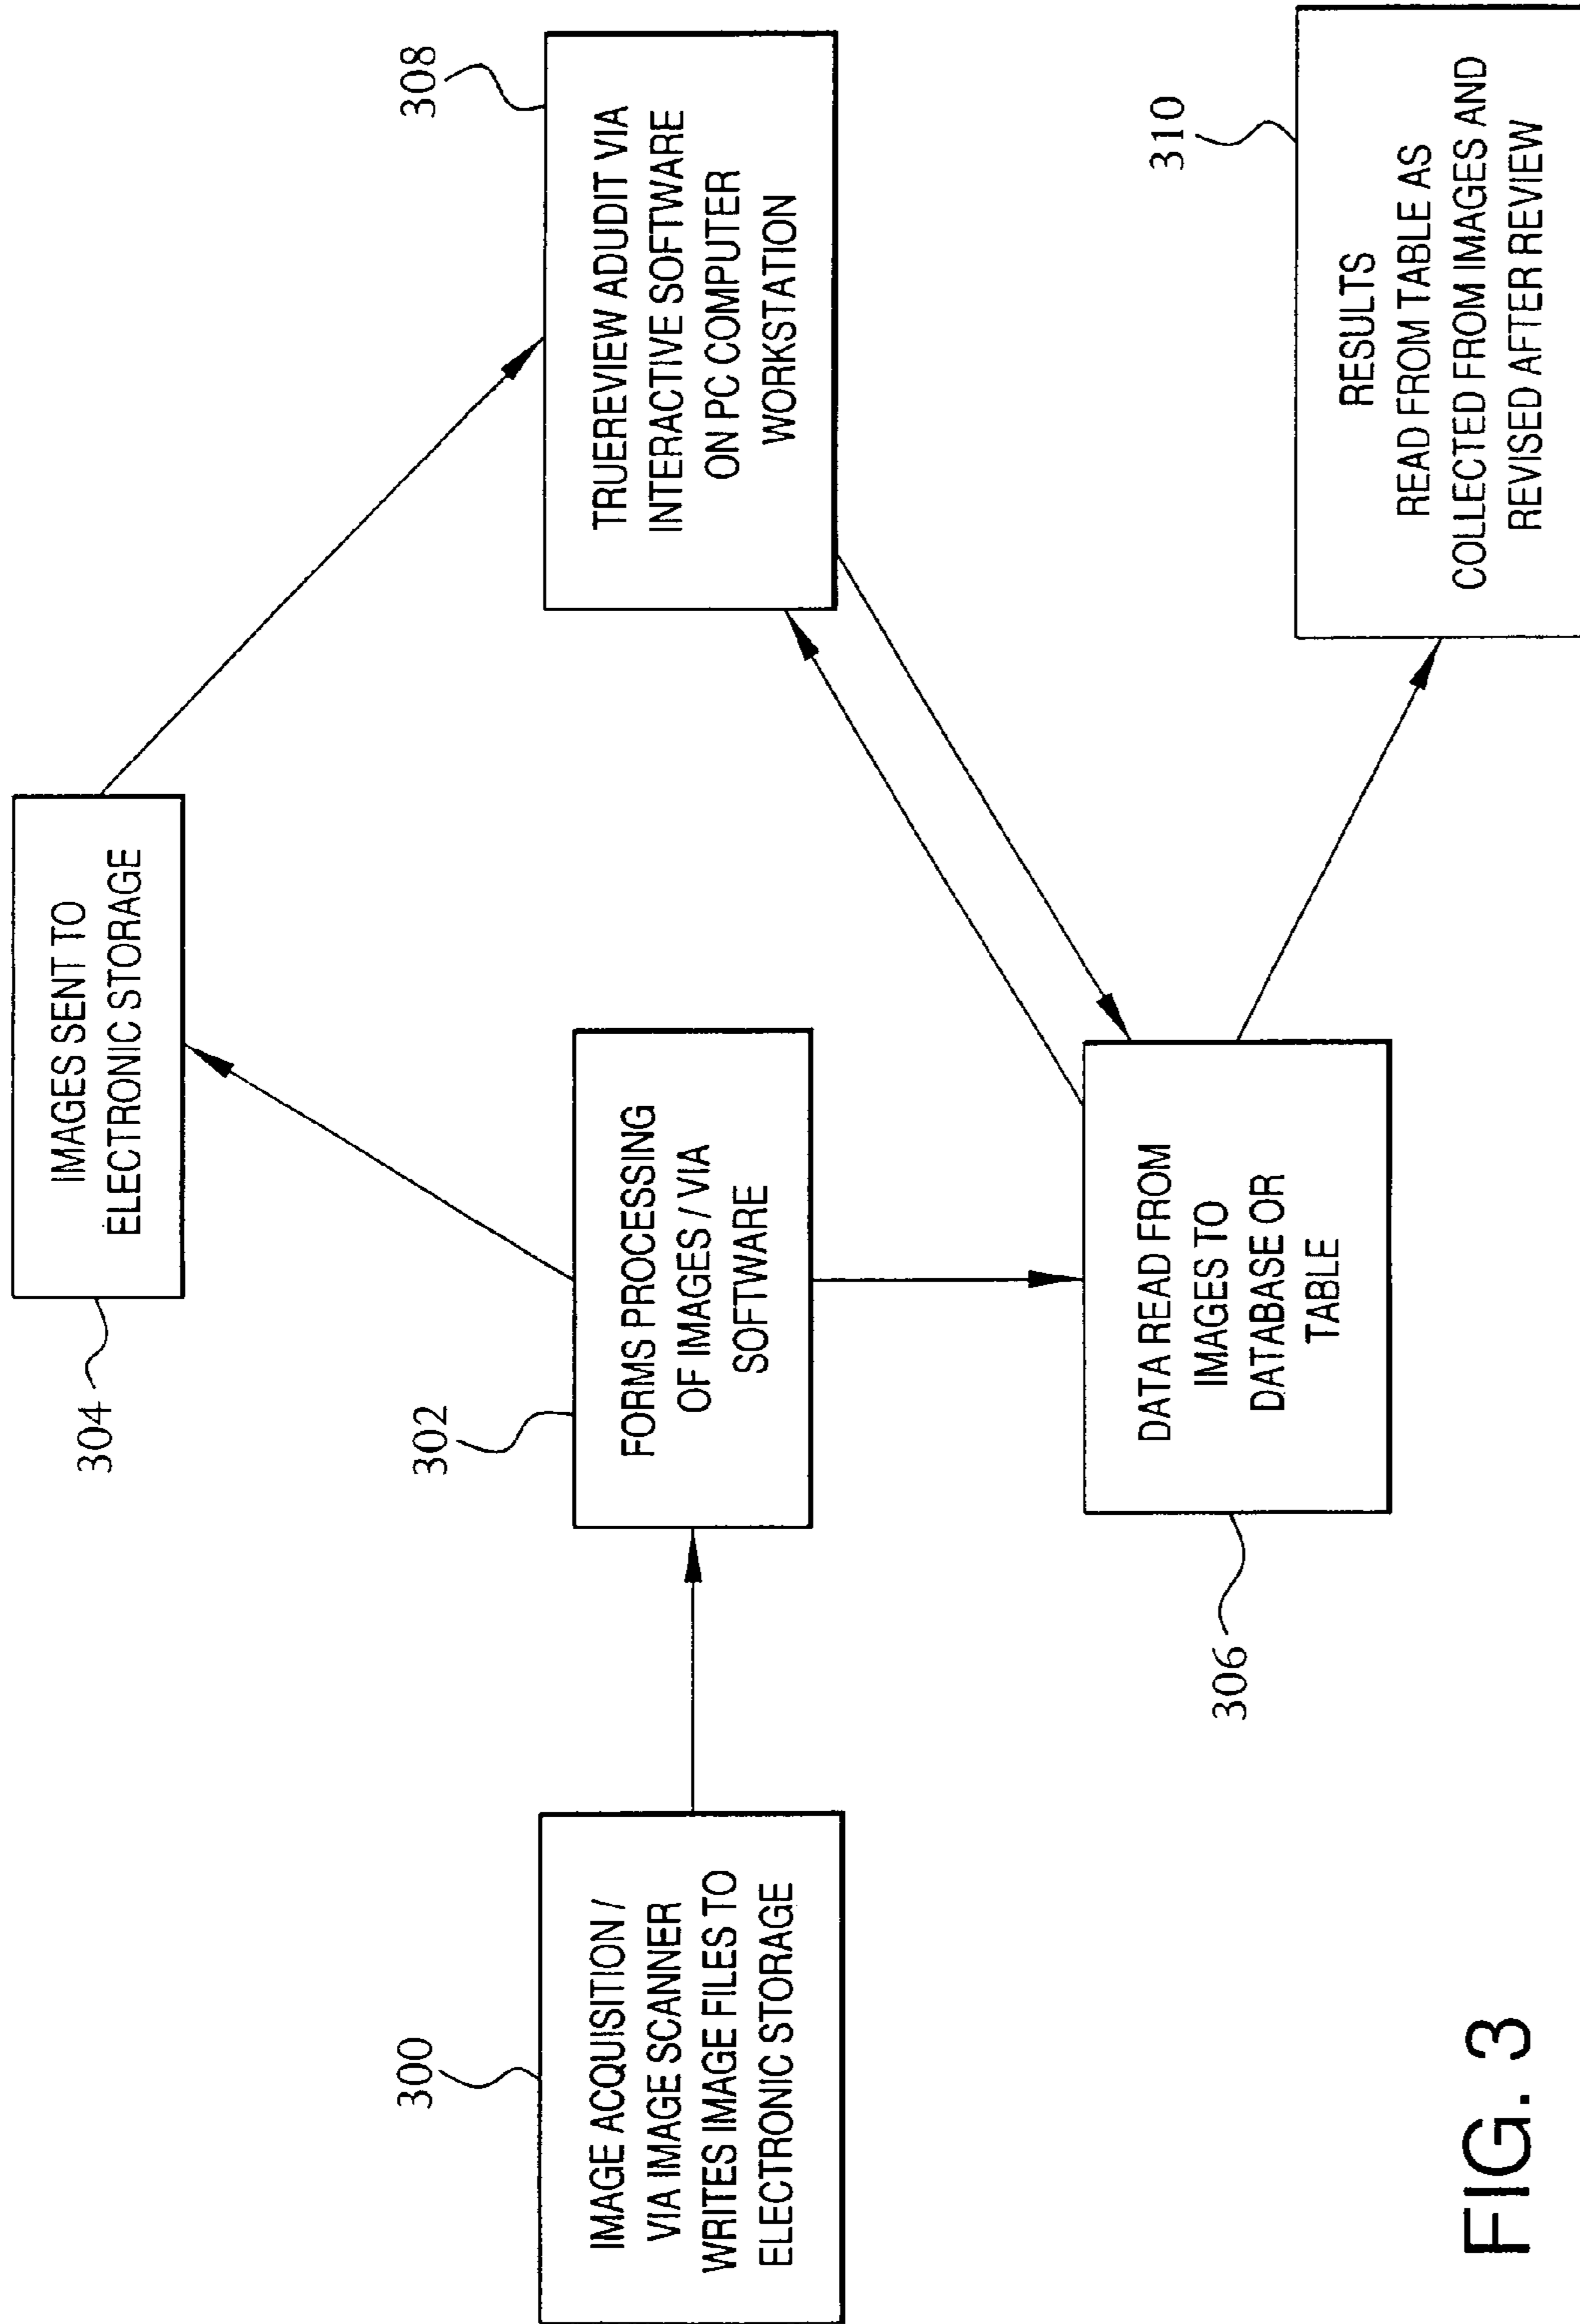 300
IMAGE ACQUISITION /
VIA IMAGE SCANNER
WRITES IMAGE FILES TO
ELECTRONIC STORAGE
302
FORMS PROCESSING
OF IMAGES / VIA
SOFTWARE
304
IMAGES SENT TO
ELECTRONIC STORAGE
306
DATA READ FROM
IMAGES TO
DATABASE OR
TABLE
308
TRUEREVIEW ADUDIT VIA
INTERACTIVE SOFTWARE
ON PC COMPUTER
WORKSTATION
310
RESULTS
READ FROM TABLE AS
COLLECTED FROM IMAGES AND
REVISED AFTER REVIEW
FIG. 3